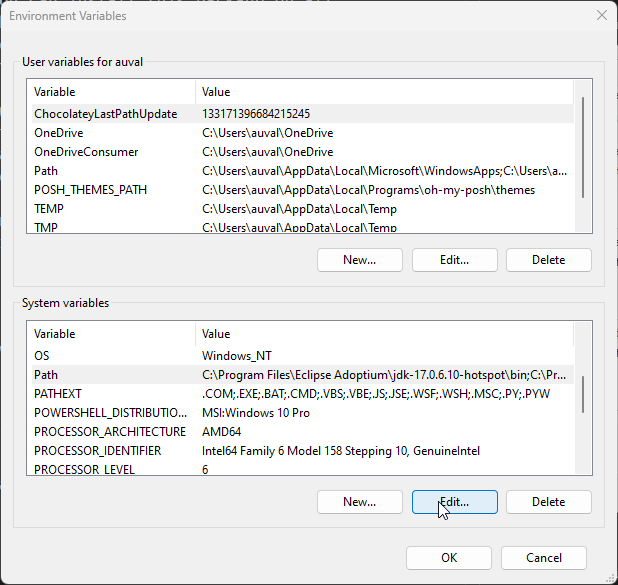 Environment Variables
User variables for auval
Variable Value
ChocolateyLastPathUpdate 133171396684215245
OneDrive C:\Users\auval\OneDrive
OneDriveConsumer C:\Users\auval\OneDrive
Path C:\Users\auval\AppData\Local\Microsoft\WindowsApps;C:\Users\a...
POSH_THEMES_PATH C:\Users\auval\AppData\Local\Programs\oh-my-posh\themes
TEMP C:\Users\auval\AppData\Local\Temp
TMP C:\Users\auval\AppData\Local\Temp
New... Edit... Delete
System variables
Variable Value
OS Windows_NT
Path C:\Program Files\Eclipse Adoptium\jdk-17.0.6.10-hotspot\bin;C:\Pr...
PATHEXT .COM;.EXE;.BAT;.CMD;.VBS;.VBE;.JS;.JSE;.WSF;.WSH;.MSC;.PY;.PYW
POWERSHELL_DISTRIBUTIO... MSI:Windows 10 Pro
PROCESSOR_ARCHITECTURE AMD64
PROCESSOR_IDENTIFIER Intel64 Family 6 Model 158 Stepping 10, GenuineIntel
PROCESSOR_LEVEL 6
New... Edit... Delete
OK Cancel